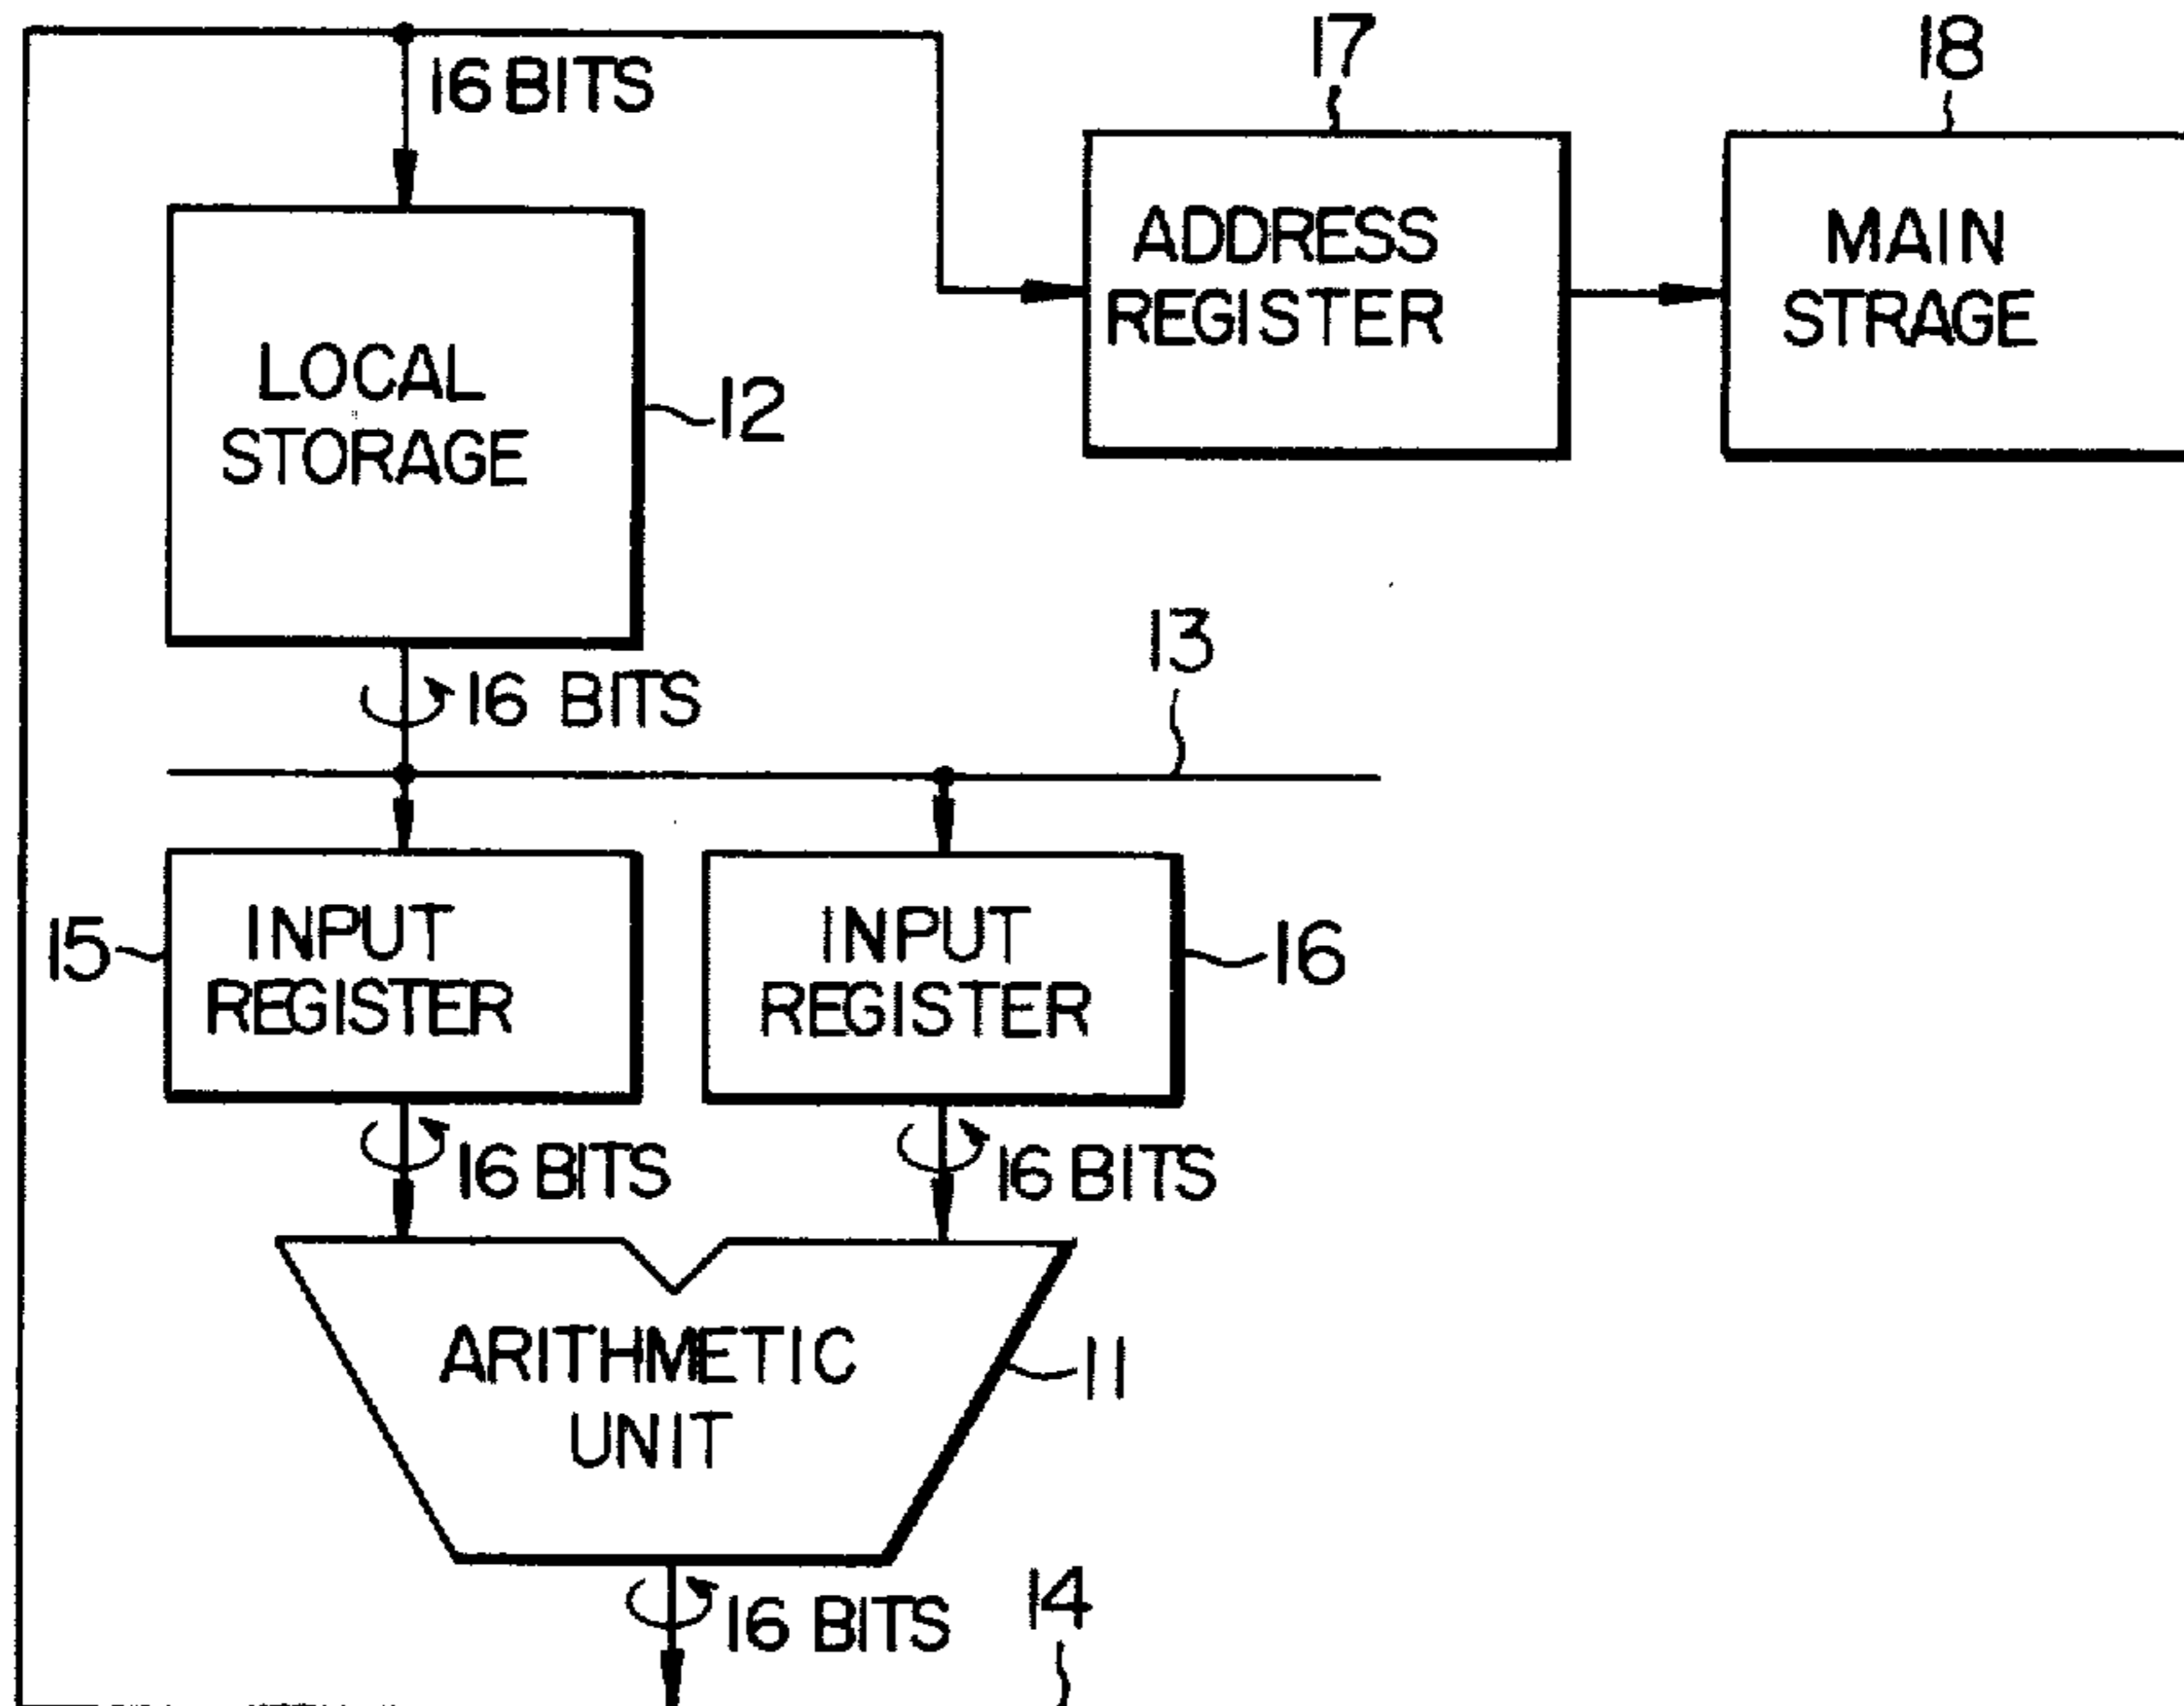 17
18
16 BITS
ADDRESS
REGISTER
MAIN
STRAGE
LOCAL
STORAGE
12
13
16 BITS
15
INPUT
REGISTER
INPUT
REGISTER
16
16 BITS
16 BITS
ARITHMETIC
UNIT
11
16 BITS
14